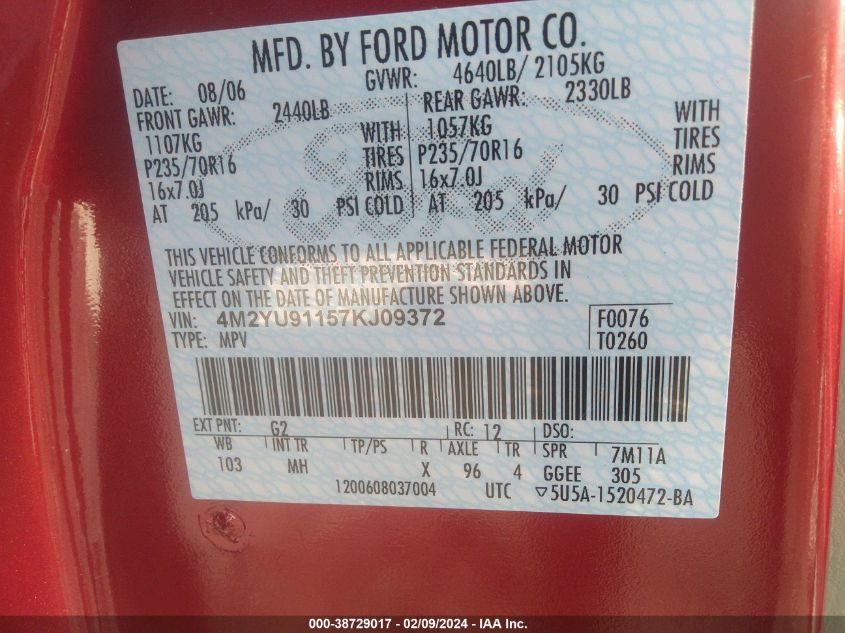 MFD. BY FORD MOTOR CO.
DATE: 08/06 GVWR: 4640LB/ 2105KG
FRONT GAWR: 2440LB REAR GAWR: 2330LB
1107KG WITH 1057KG WITH
P235/70R16 TIRES P235/70R16 TIRES
16x7.0J RIMS 16x7.0J RIMS
AT 205 kPa/ 30 PSI COLD AT 205 kPa/ 30 PSI COLD
THIS VEHICLE CONFORMS TO ALL APPLICABLE FEDERAL MOTOR
VEHICLE SAFETY AND THEFT PREVENTION STANDARDS IN
EFFECT ON THE DATE OF MANUFACTURE SHOWN ABOVE.
VIN: 4M2YU91157KJ09372 F0076
TYPE: MPV T0260
EXT PNT: G2 RC: 12 DSO:
WB INT TR TP/PS R AXLE TR SPR 7M11A
103 MH X 96 4 GGEE 305
1200608037004 UTC ▽5U5A-1520472-BA
000-38729017 - 02/09/2024 - IAA Inc.